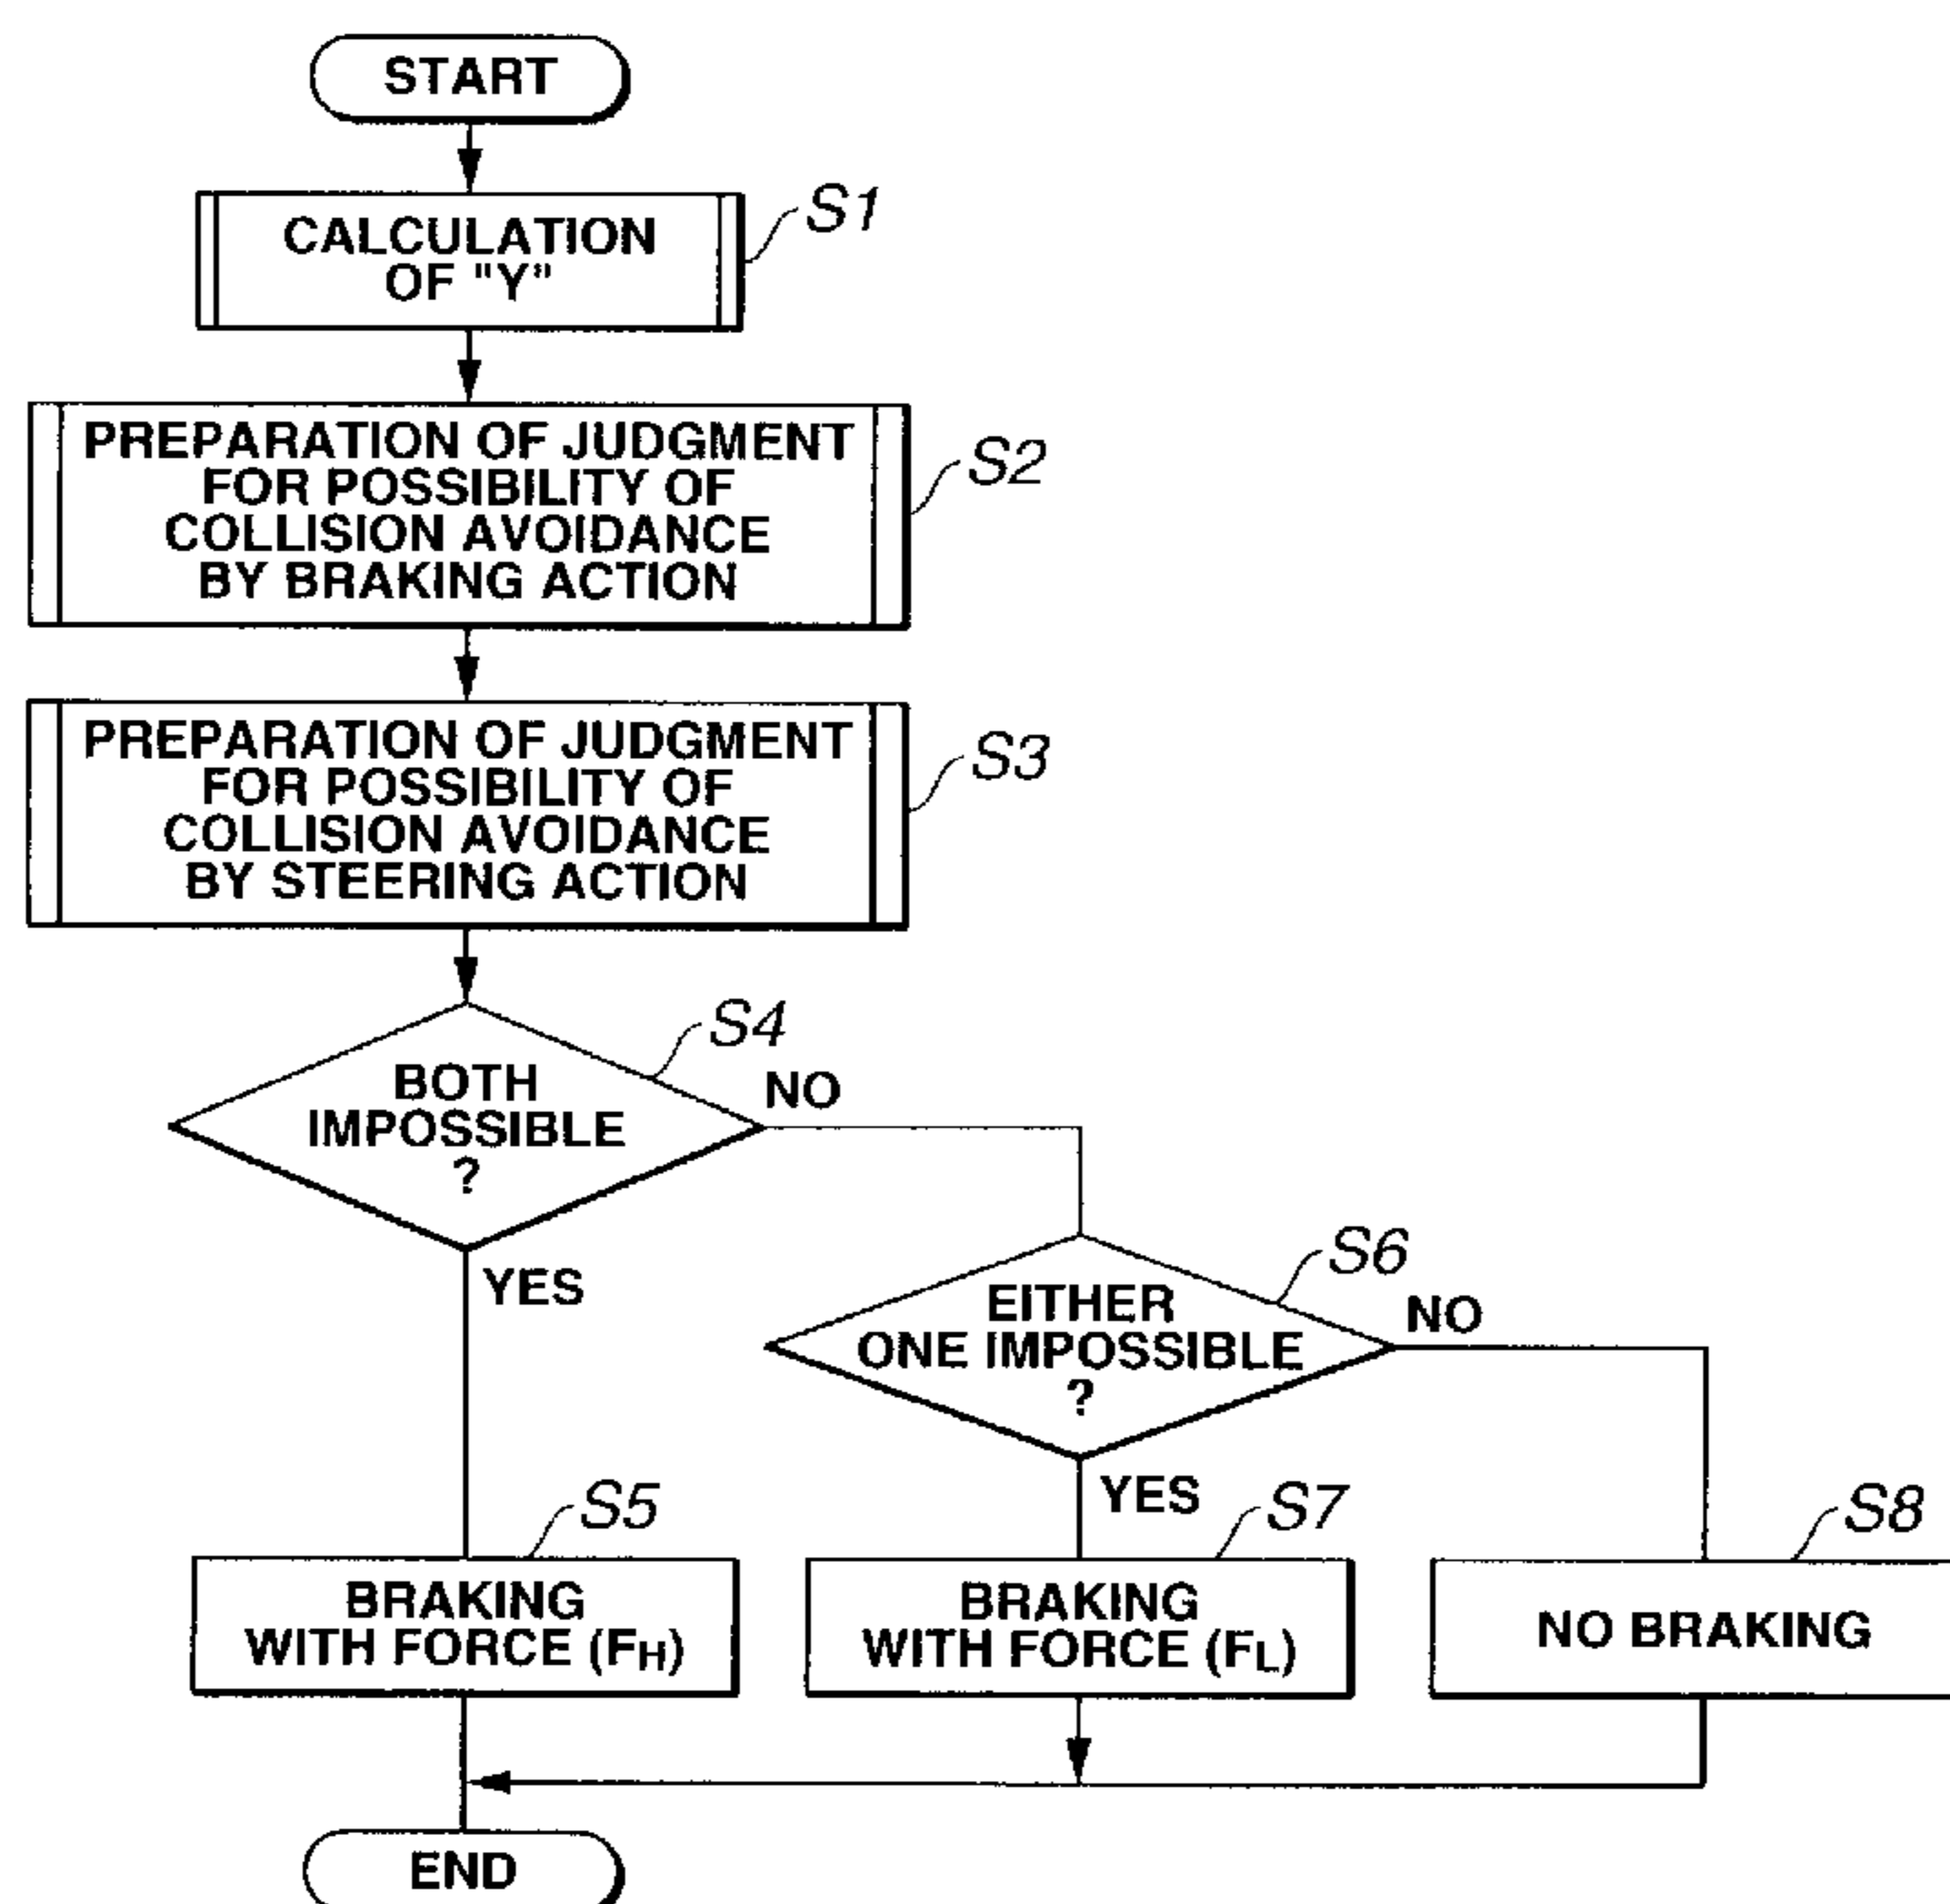 START
CALCULATION
OF "Y"
S1
PREPARATION OF JUDGMENT
FOR POSSIBILITY OF
COLLISION AVOIDANCE
BY BRAKING ACTION
S2
PREPARATION OF JUDGMENT
FOR POSSIBILITY OF
COLLISION AVOIDANCE
BY STEERING ACTION
S3
BOTH
IMPOSSIBLE
?
S4
NO
YES
EITHER
ONE IMPOSSIBLE
?
S6
NO
YES
BRAKING
WITH FORCE (FH)
S5
BRAKING
WITH FORCE (FL)
S7
NO BRAKING
S8
END